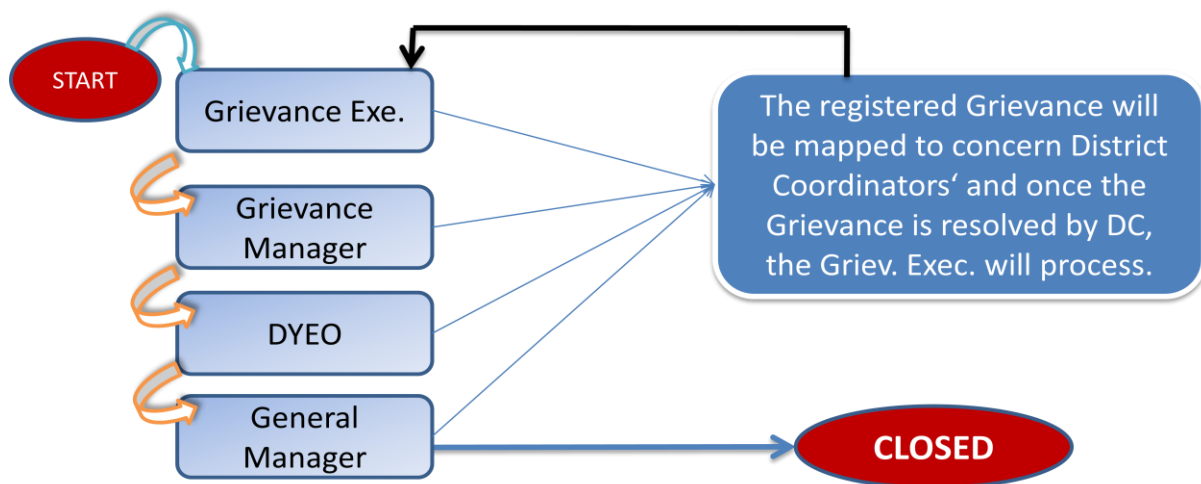 START
Grievance Exe.
Grievance
Manager
DYEO
General
Manager
The registered Grievance will
be mapped to concern District
Coordinators‘ and once the
Grievance is resolved by DC,
the Griev. Exec. will process.
CLOSED